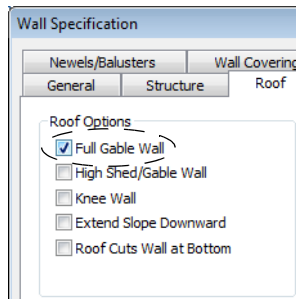 Wall Specification
Newels/Balusters Wall Covering
General Structure Roof
Roof Options
Full Gable Wall
High Shed/Gable Wall
Knee Wall
Extend Slope Downward
Roof Cuts Wall at Bottom